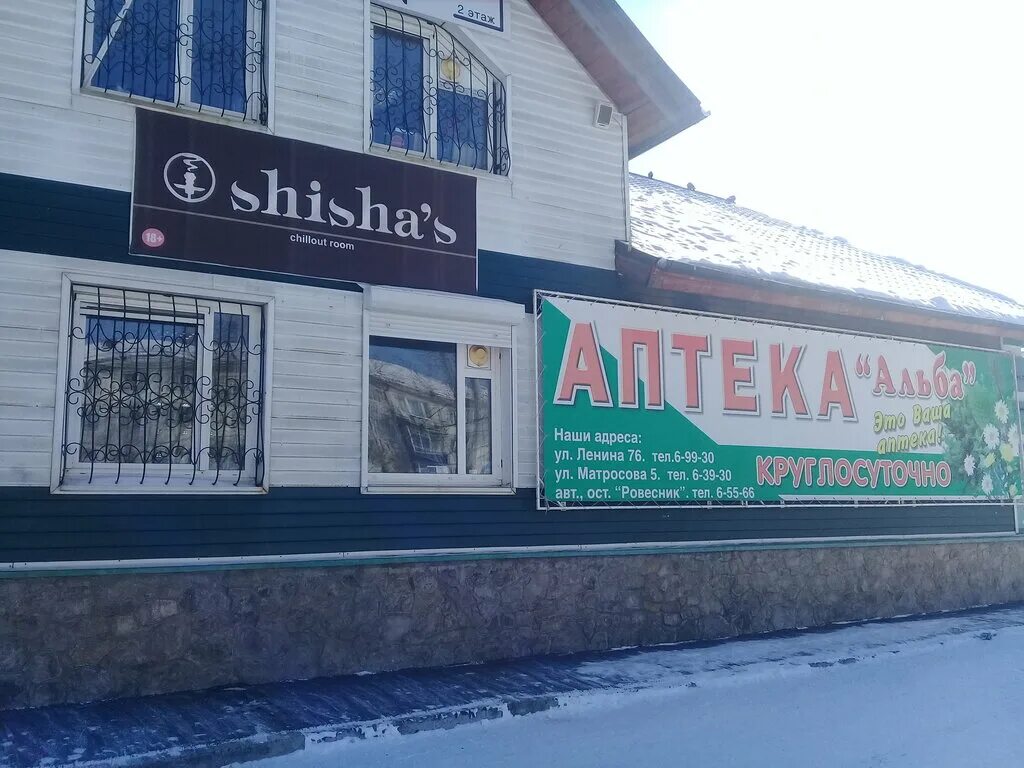 2 этаж
shisha's
chillout room
18+
АПТЕКА "Альба"
Это Ваша
аптека!
Наши адреса:
ул. Ленина 76. тел.6-99-30
ул. Матросова 5. тел. 6-39-30
авт., ост. "Ровесник". тел. 6-55-66
КРУГЛОСУТОЧНО